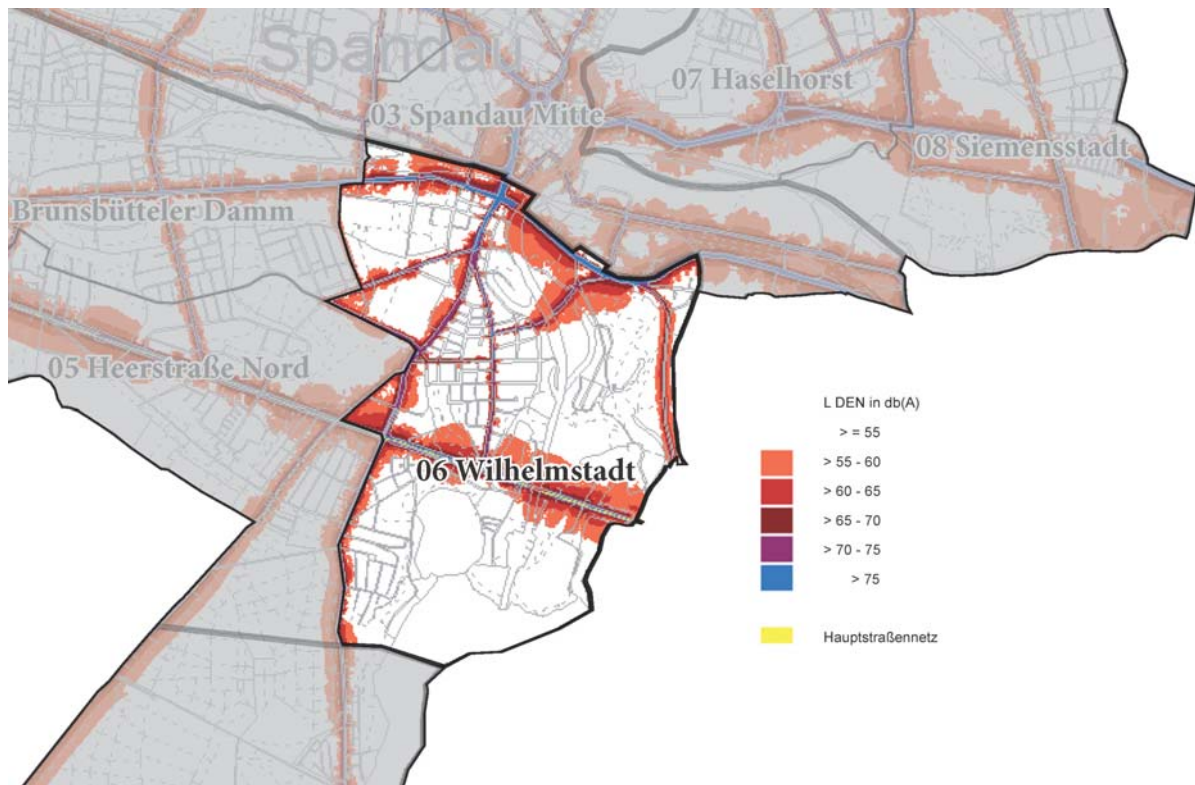 Spandau
07 Haselhorst
03 Spandau Mitte
08 Siemensstadt
Brunsbütteler Damm
05 Heerstraße Nord
06 Wilhelmstadt
L DEN in db(A)
> = 55
> 55 - 60
> 60 - 65
> 65 - 70
> 70 - 75
> 75
Hauptstraßennetz